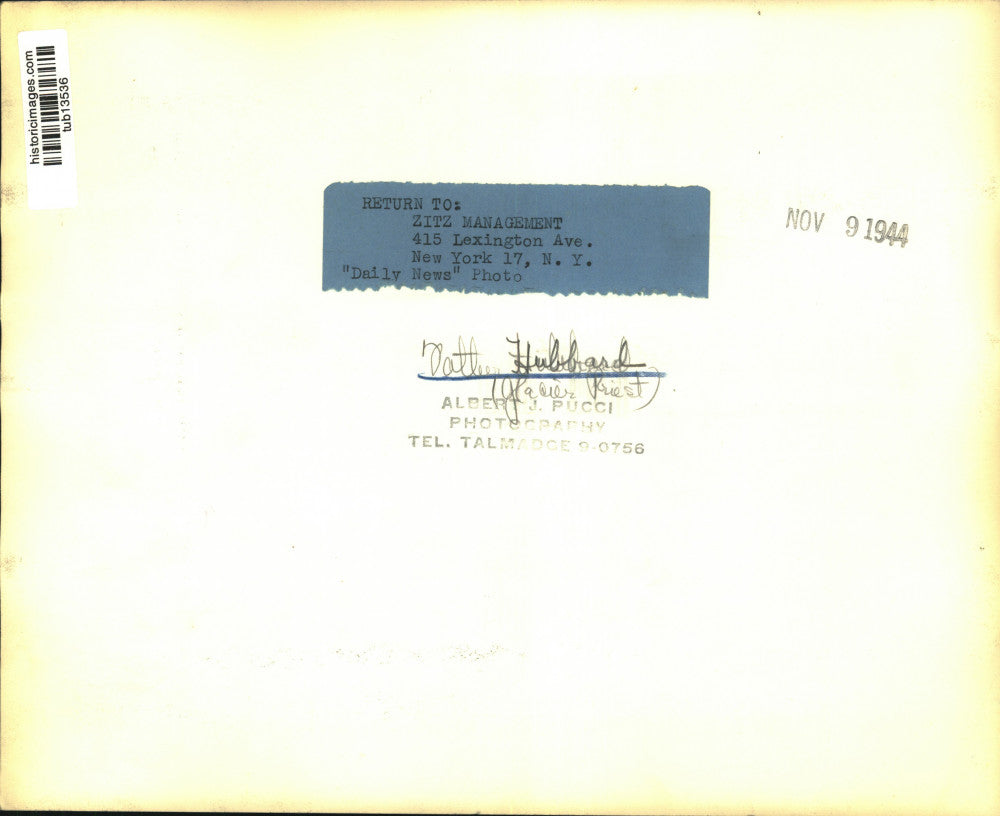 historicimages.com
tub13536
RETURN TO:
ZITZ MANAGEMENT
415 Lexington Ave.
New York 17, N. Y.
"Daily News" Photo
NOV 9 1944
Father Hubbard
(Glacier Priest)
ALBERT J. PUCCI
PHOTOGRAPHY
TEL. TALMADGE 9-0756